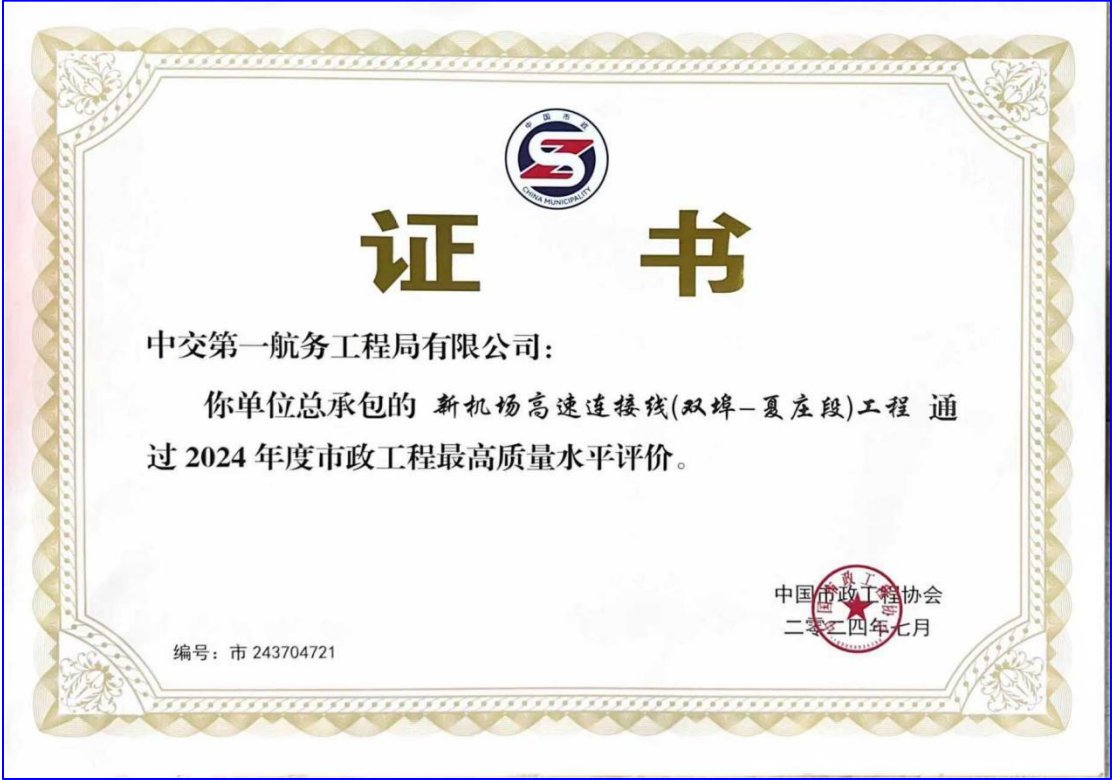 中国市政
CHINA MUNICIPALITY
证 书
中交第一航务工程局有限公司：
你单位总承包的 新机场高速连接线(双埠-夏庄段)工程 通
过 2024 年度市政工程最高质量水平评价。
中国市政工程协会
二零二四年七月
编号：市 243704721